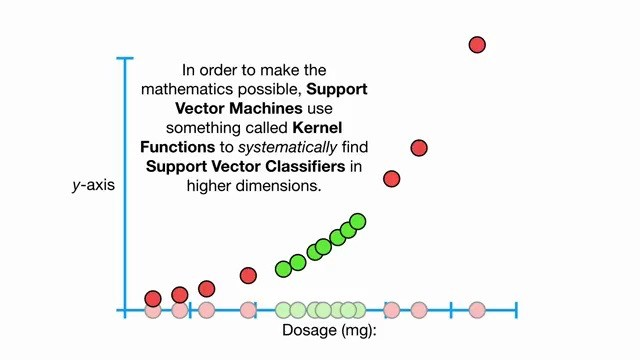 In order to make the
mathematics possible, Support
Vector Machines use
something called Kernel
Functions to systematically find
Support Vector Classifiers in
higher dimensions.
y-axis
Dosage (mg):